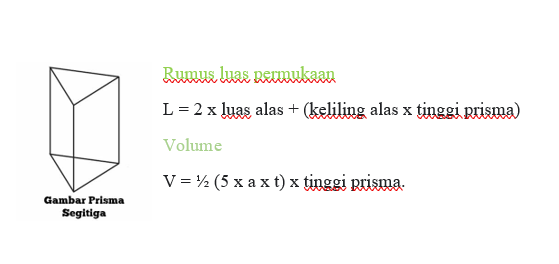 Rumus luas permukaan
L = 2 x luas alas + (keliling alas x tinggi prisma)
Volume
V = ½ (5 x a x t) x tinggi prisma.
Gambar Prisma
Segitiga